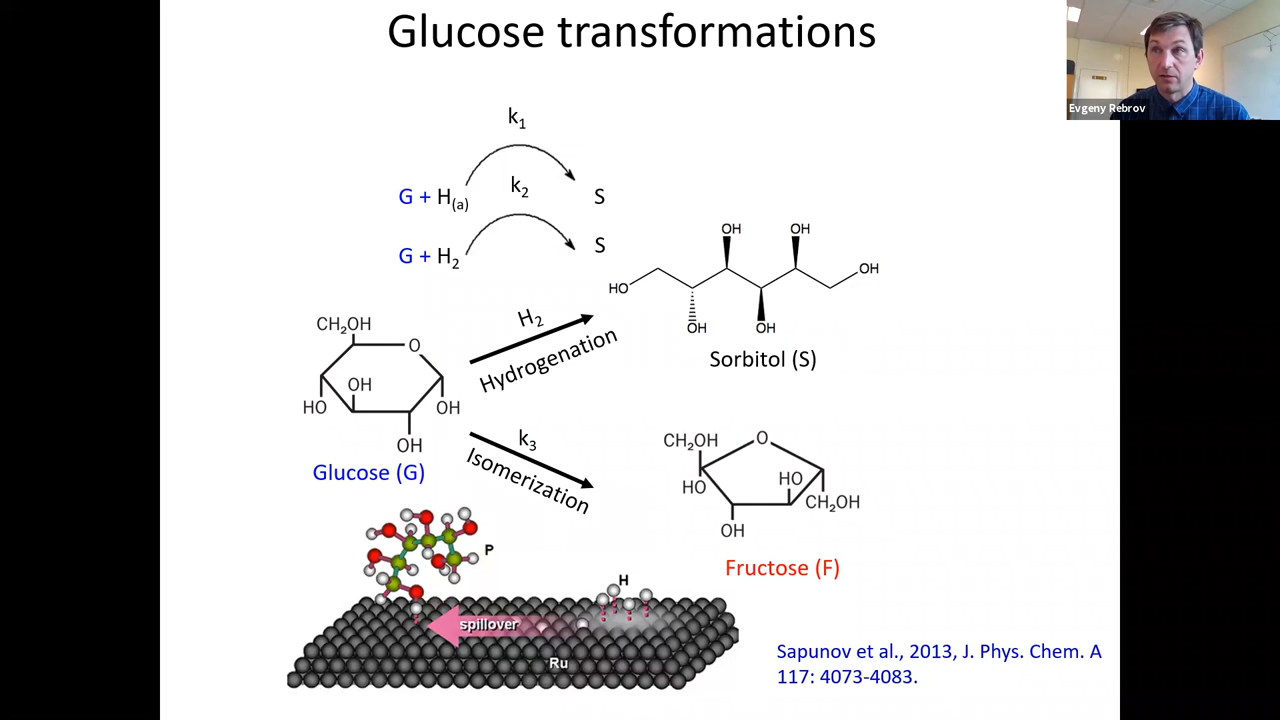 Glucose transformations
Evgeny Rebrov
k1
G + H(a)
S
k2
G + H2
S
OH
OH
OH
HO
OH
OH
Sorbitol (S)
H2
Hydrogenation
CH2OH
O
OH
HO
OH
OH
Glucose (G)
k3
Isomerization
CH2OH
O
HO
HO
CH2OH
OH
Fructose (F)
P
H
spillover
Ru
Sapunov et al., 2013, J. Phys. Chem. A
117: 4073-4083.